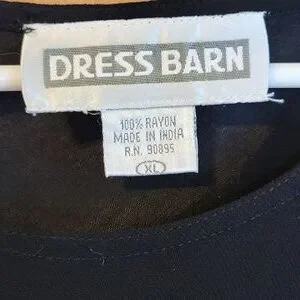 DRESS BARN
100% RAYON
MADE IN INDIA
R.N. 90895
XL